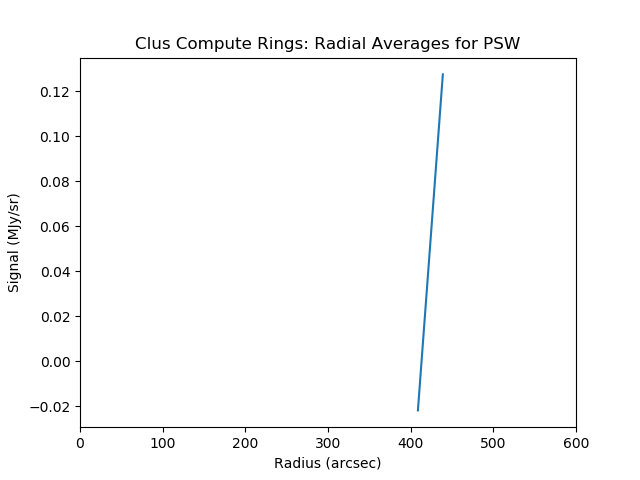 Clus Compute Rings: Radial Averages for PSW
Signal (MJy/sr)
0.12
0.10
0.08
0.06
0.04
0.02
0.00
−0.02
0 100 200 300 400 500 600
Radius (arcsec)